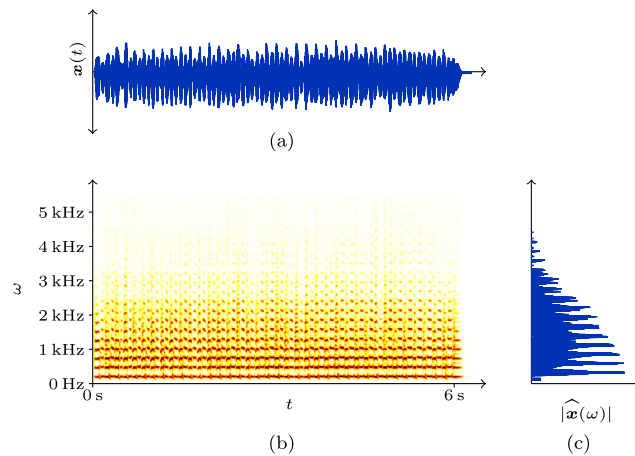 x(t)
(a)
5 kHz
4 kHz
3 kHz
ω
2 kHz
1 kHz
0 Hz
0 s
t
6 s
|x̂(ω)|
(b)
(c)